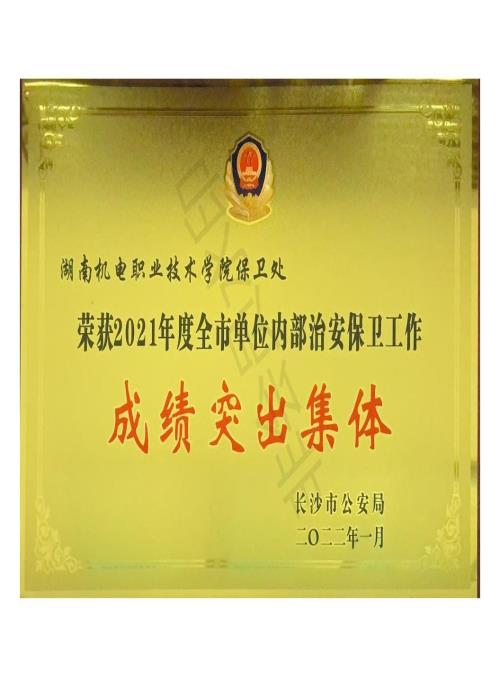 湖南机电职业技术学院保卫处
荣获2021年度全市单位内部治安保卫工作
成绩突出集体
长沙市公安局
二〇二二年一月